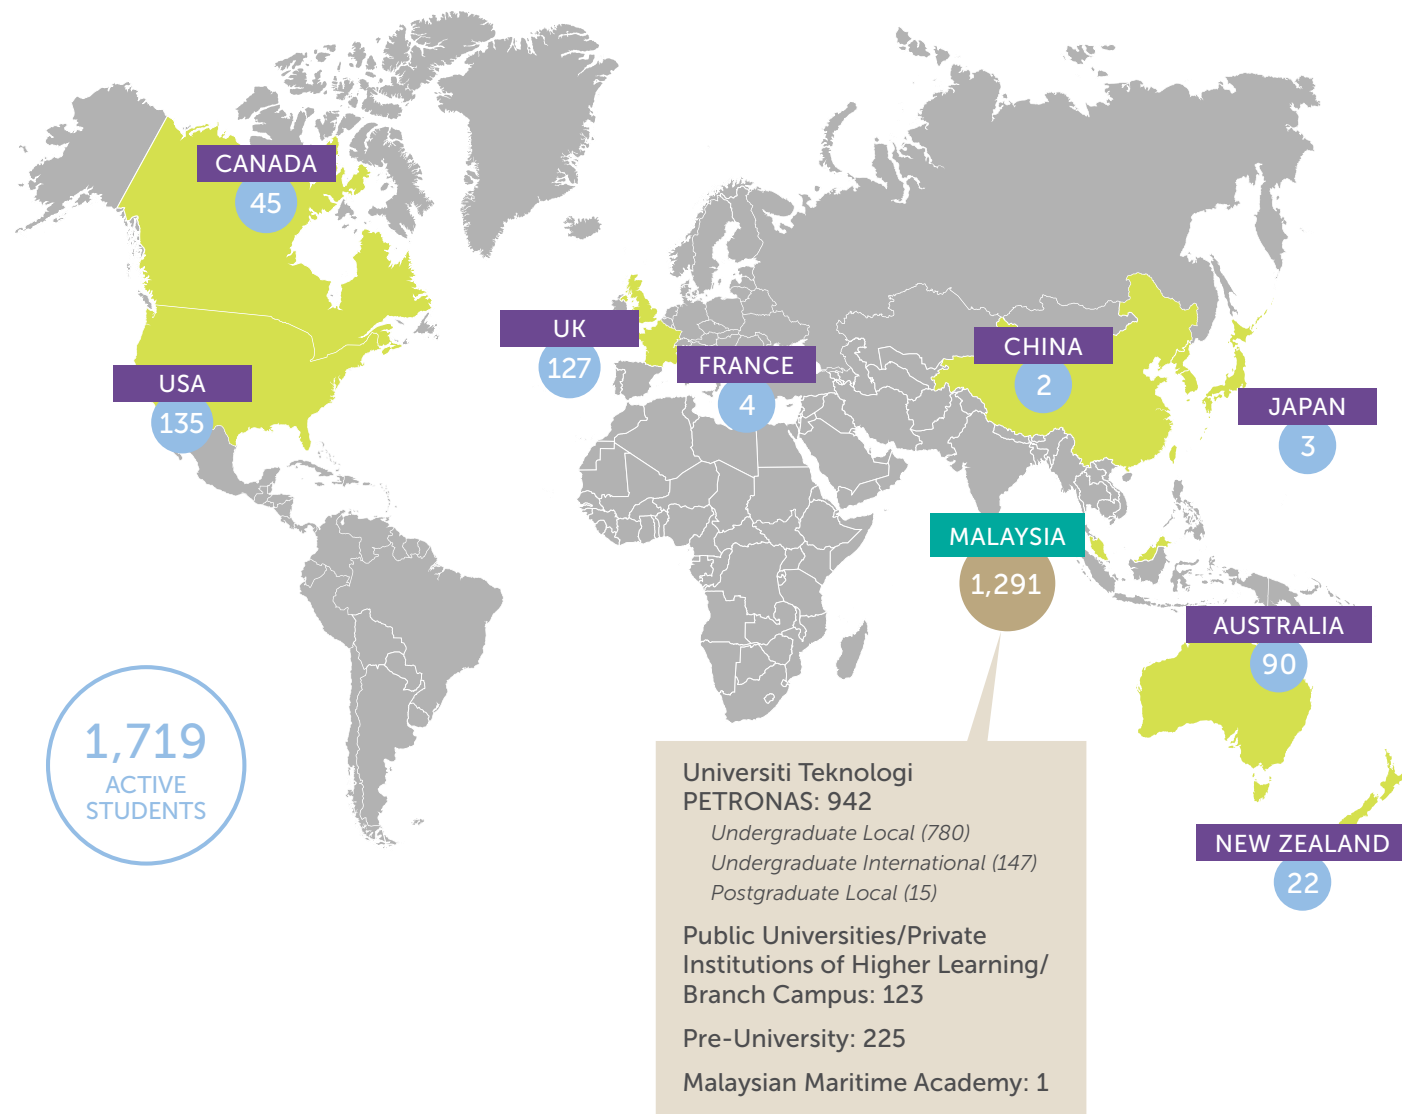 CANADA
45
USA
135
UK
127
FRANCE
4
CHINA
2
JAPAN
3
MALAYSIA
1,291
AUSTRALIA
90
NEW ZEALAND
22
1,719
ACTIVE
STUDENTS
Universiti Teknologi
PETRONAS: 942
Undergraduate Local (780)
Undergraduate International (147)
Postgraduate Local (15)
Public Universities/Private
Institutions of Higher Learning/
Branch Campus: 123
Pre-University: 225
Malaysian Maritime Academy: 1